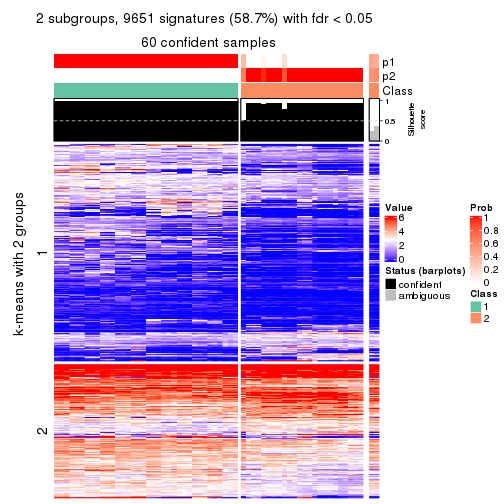 2 subgroups, 9651 signatures (58.7%) with fdr < 0.05
60 confident samples
p1
p2
Class
1
0.5
0
Silhouette
score
k-means with 2 groups
1
2
Value
6
4
2
0
Status (barplots)
confident
ambiguous
Prob
1
0.8
0.6
0.4
0.2
0
Class
1
2